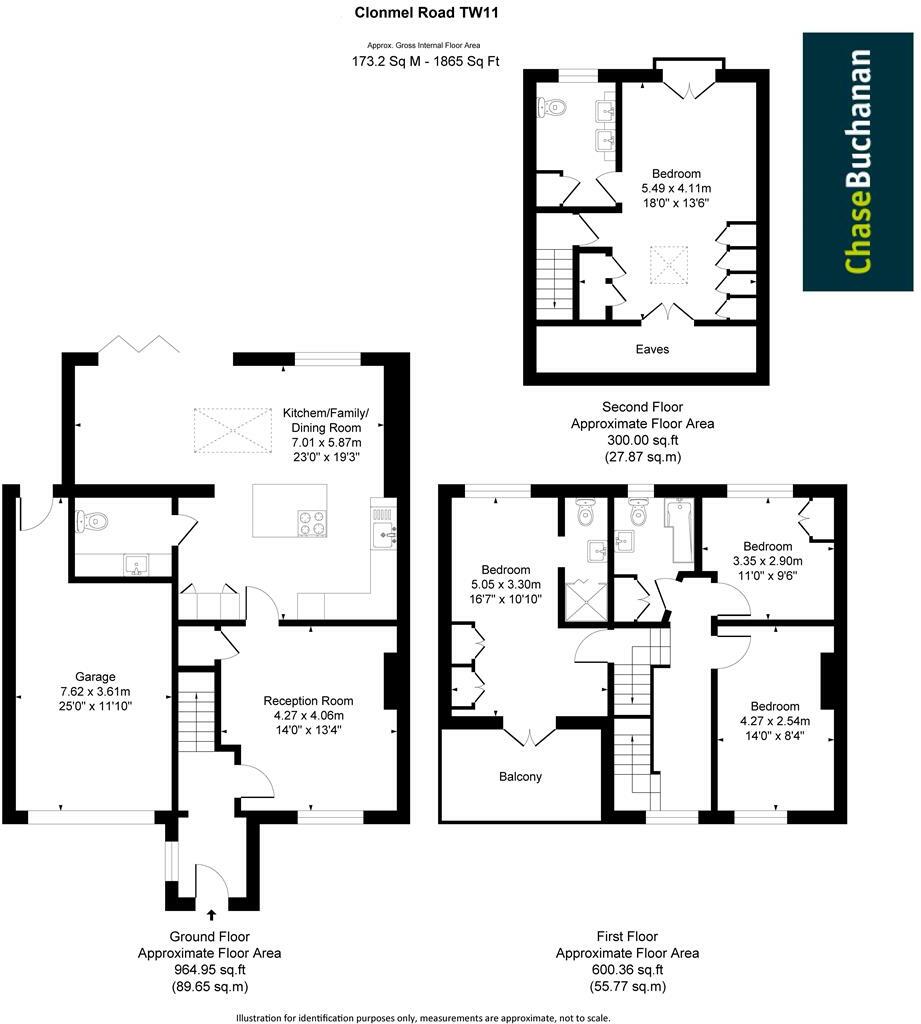 Clonmel Road TW11
Approx. Gross Internal Floor Area
173.2 Sq M - 1865 Sq Ft
ChaseBuchanan
Bedroom
5.49 x 4.11m
18'0" x 13'6"
Eaves
Second Floor
Approximate Floor Area
300.00 sq.ft
(27.87 sq.m)
Kitchem/Family/
Dining Room
7.01 x 5.87m
23'0" x 19'3"
Garage
7.62 x 3.61m
25'0" x 11'10"
Reception Room
4.27 x 4.06m
14'0" x 13'4"
Ground Floor
Approximate Floor Area
964.95 sq.ft
(89.65 sq.m)
Bedroom
5.05 x 3.30m
16'7" x 10'10"
Bedroom
3.35 x 2.90m
11'0" x 9'6"
Bedroom
4.27 x 2.54m
14'0" x 8'4"
Balcony
First Floor
Approximate Floor Area
600.36 sq.ft
(55.77 sq.m)
Illustration for identification purposes only, measurements are approximate, not to scale.